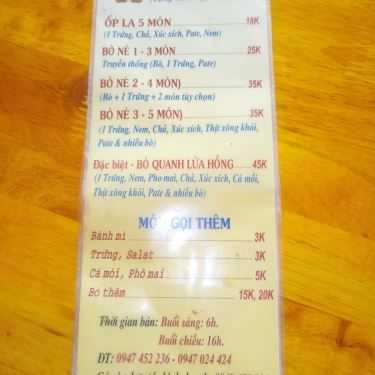 ỐP LA 5 MÓN 18K
(1 Trứng, Chả, Xúc xích, Pate, Nem)
BÒ NÉ 1 - 3 MÓN 25K
Truyền thống (Bò, 1 Trứng, Pate)
BÒ NÉ 2 - 4 MÓN) 35K
(Bò + 1 Trứng + 2 món tùy chọn)
BÒ NÉ 3 - 5 MÓN) 35K
(1 Trứng, Nem, Chả, Xúc xích, Thịt xông khói,
Pate & nhiều bò)
Đặc biệt - BÒ QUANH LỬA HỒNG 45K
(1 Trứng, Nem, Pho mai, Chả, Xúc xích, Cá mồi,
Thịt xông khói, Pate & nhiều bò)
MÓN GỌI THÊM
Bánh mì 3K
Trưng, Salat 3K
Cá mòi, Phô mai 5K
Bo thêm 15K, 20K
Thời gian bán: Buổi sáng: 6h.
Buổi chiều: 16h.
ĐT: 0947 452 236 - 0947 024 424